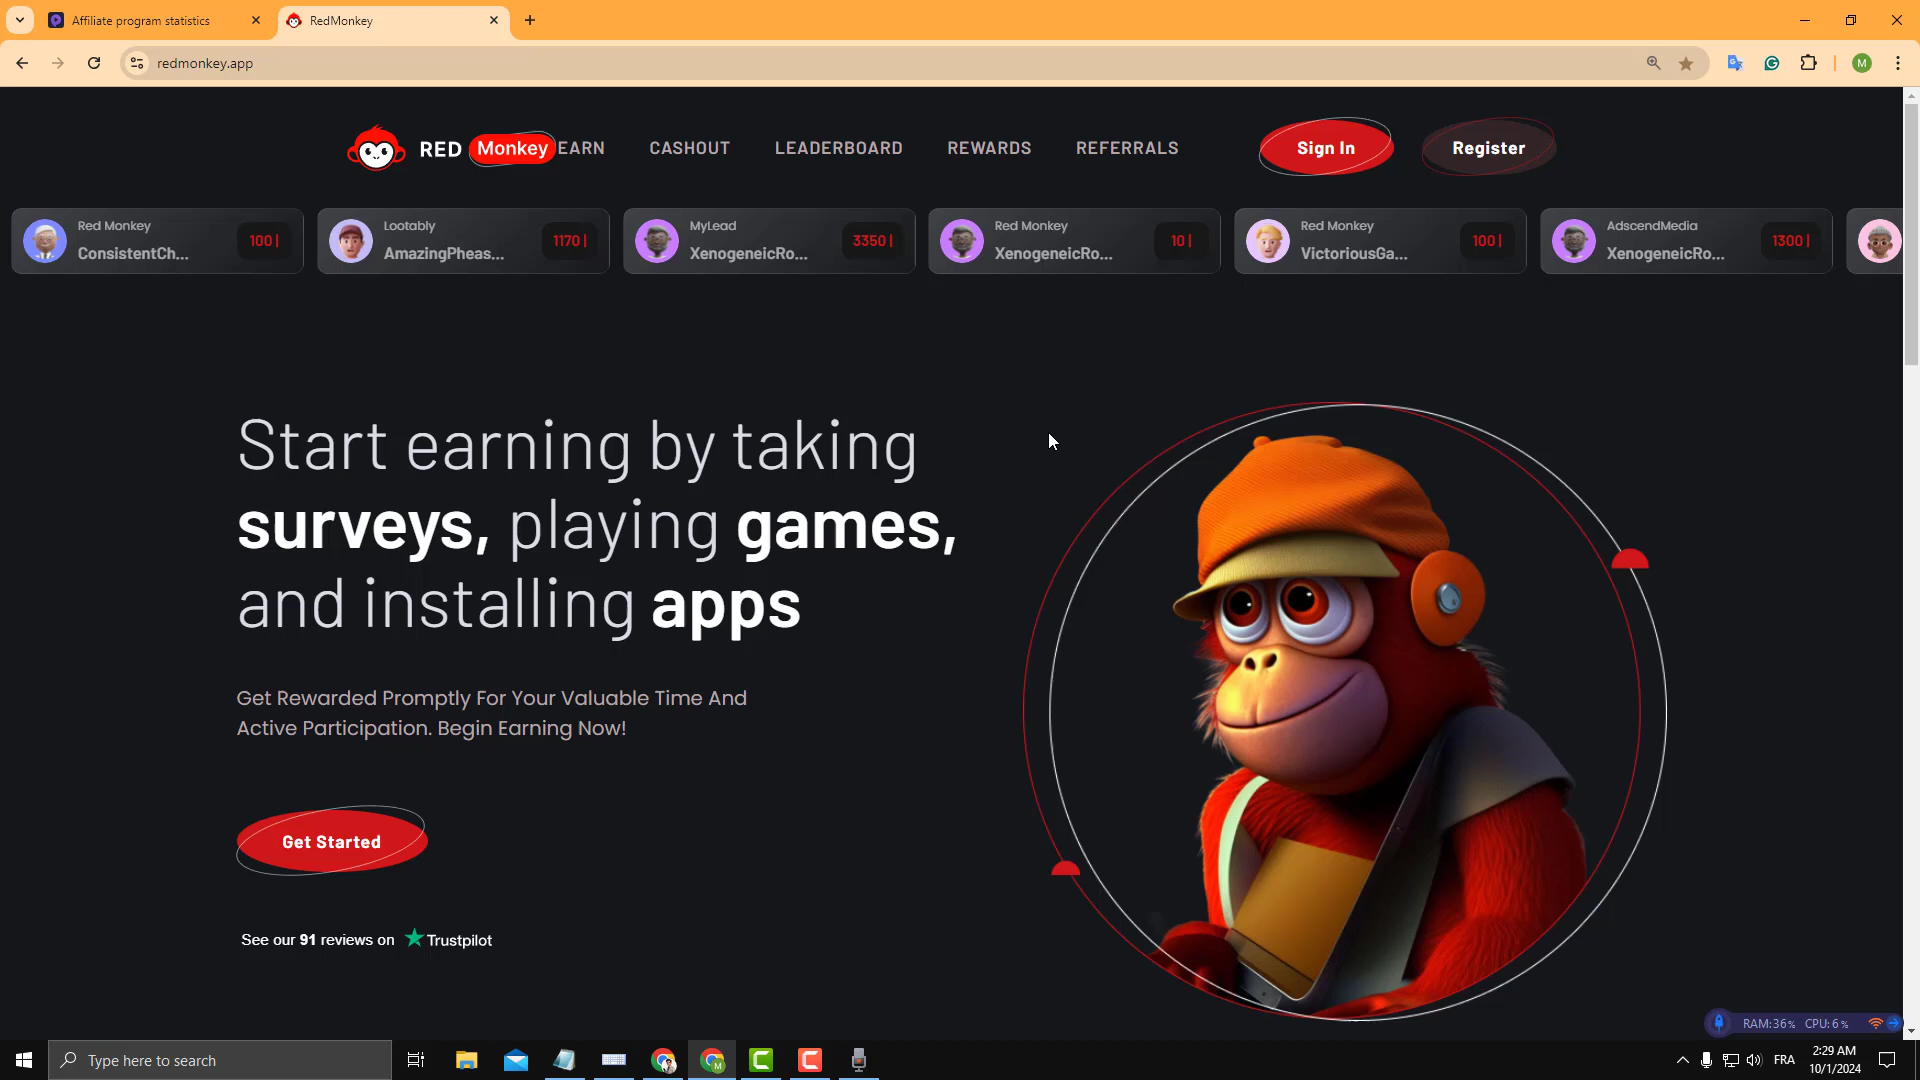 Affiliate program statistics
RedMonkey
redmonkey.app
M
RED Monkey
EARN
CASHOUT
LEADERBOARD
REWARDS
REFERRALS
Sign In
Register
Red Monkey
ConsistentCh...
100 |
Lootably
AmazingPheas...
1170 |
MyLead
XenogeneicRo...
3350 |
Red Monkey
XenogeneicRo...
10 |
Red Monkey
VictoriousGa...
100 |
AdscendMedia
XenogeneicRo...
1300 |
Start earning by taking
surveys, playing games,
and installing apps
Get Rewarded Promptly For Your Valuable Time And
Active Participation. Begin Earning Now!
Get Started
See our 91 reviews on Trustpilot
RAM:36% CPU:6%
Type here to search
FRA
2:29 AM
10/1/2024